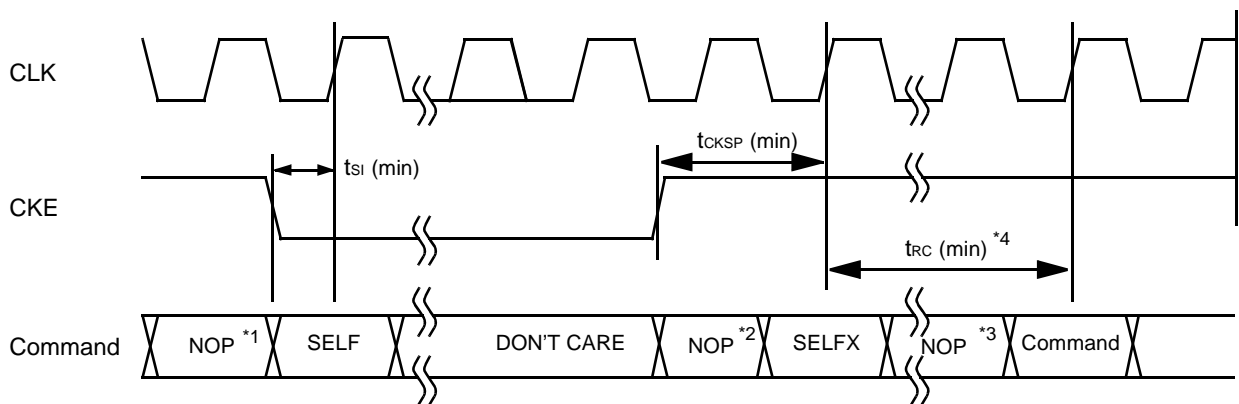 CLK
tCKSP (min)
tSI (min)
CKE
tRC (min) *4
Command
NOP *1
SELF
DON'T CARE
NOP *2
SELFX
NOP *3
Command